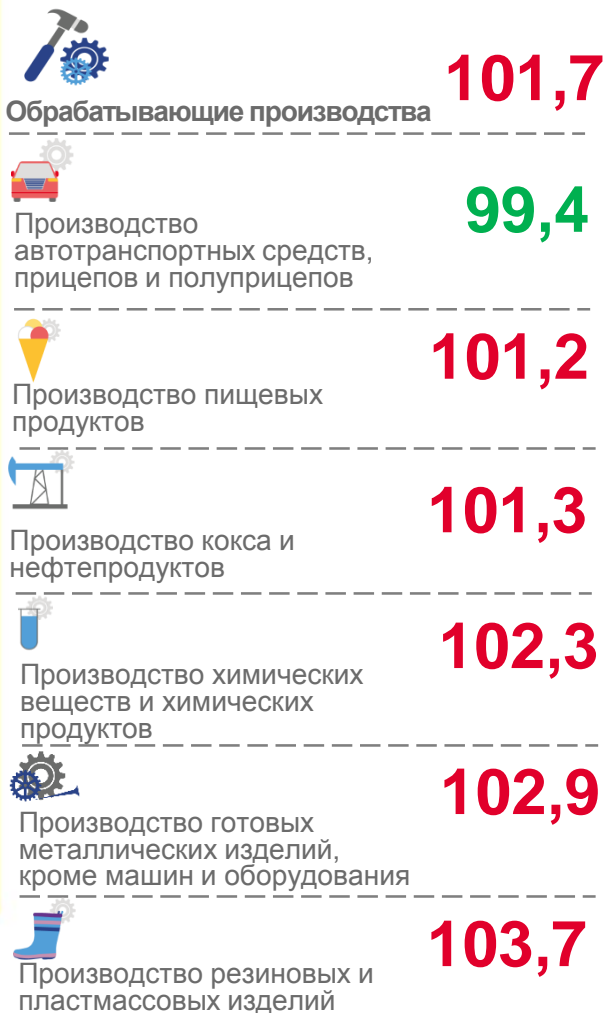 101,7
Обрабатывающие производства
99,4
Производство
автотранспортных средств,
прицепов и полуприцепов
101,2
Производство пищевых
продуктов
101,3
Производство кокса и
нефтепродуктов
102,3
Производство химических
веществ и химических
продуктов
102,9
Производство готовых
металлических изделий,
кроме машин и оборудования
103,7
Производство резиновых и
пластмассовых изделий